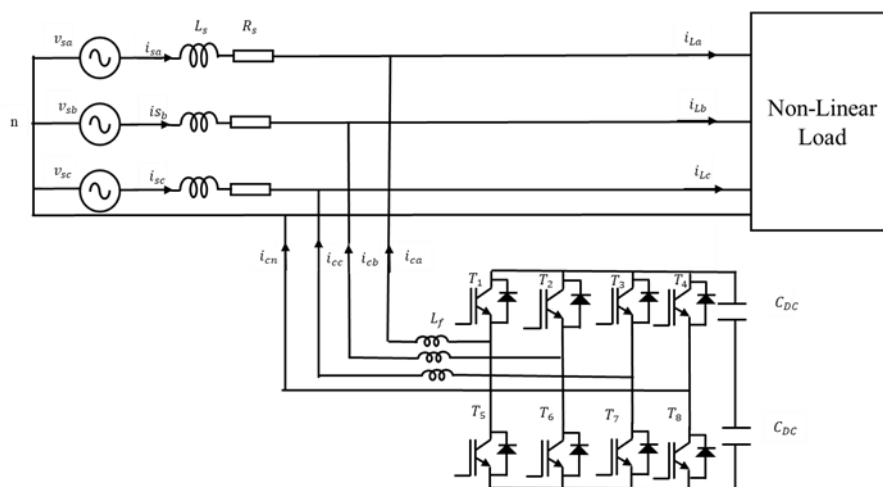 L_s R_s
v_sa i_sa i_La
Non-Linear
Load
n v_sb is_b i_Lb
v_sc i_sc i_Lc
i_cn i_cc i_cb i_ca
T_1 T_2 T_3 T_4
C_DC
L_f
T_5 T_6 T_7 T_8
C_DC